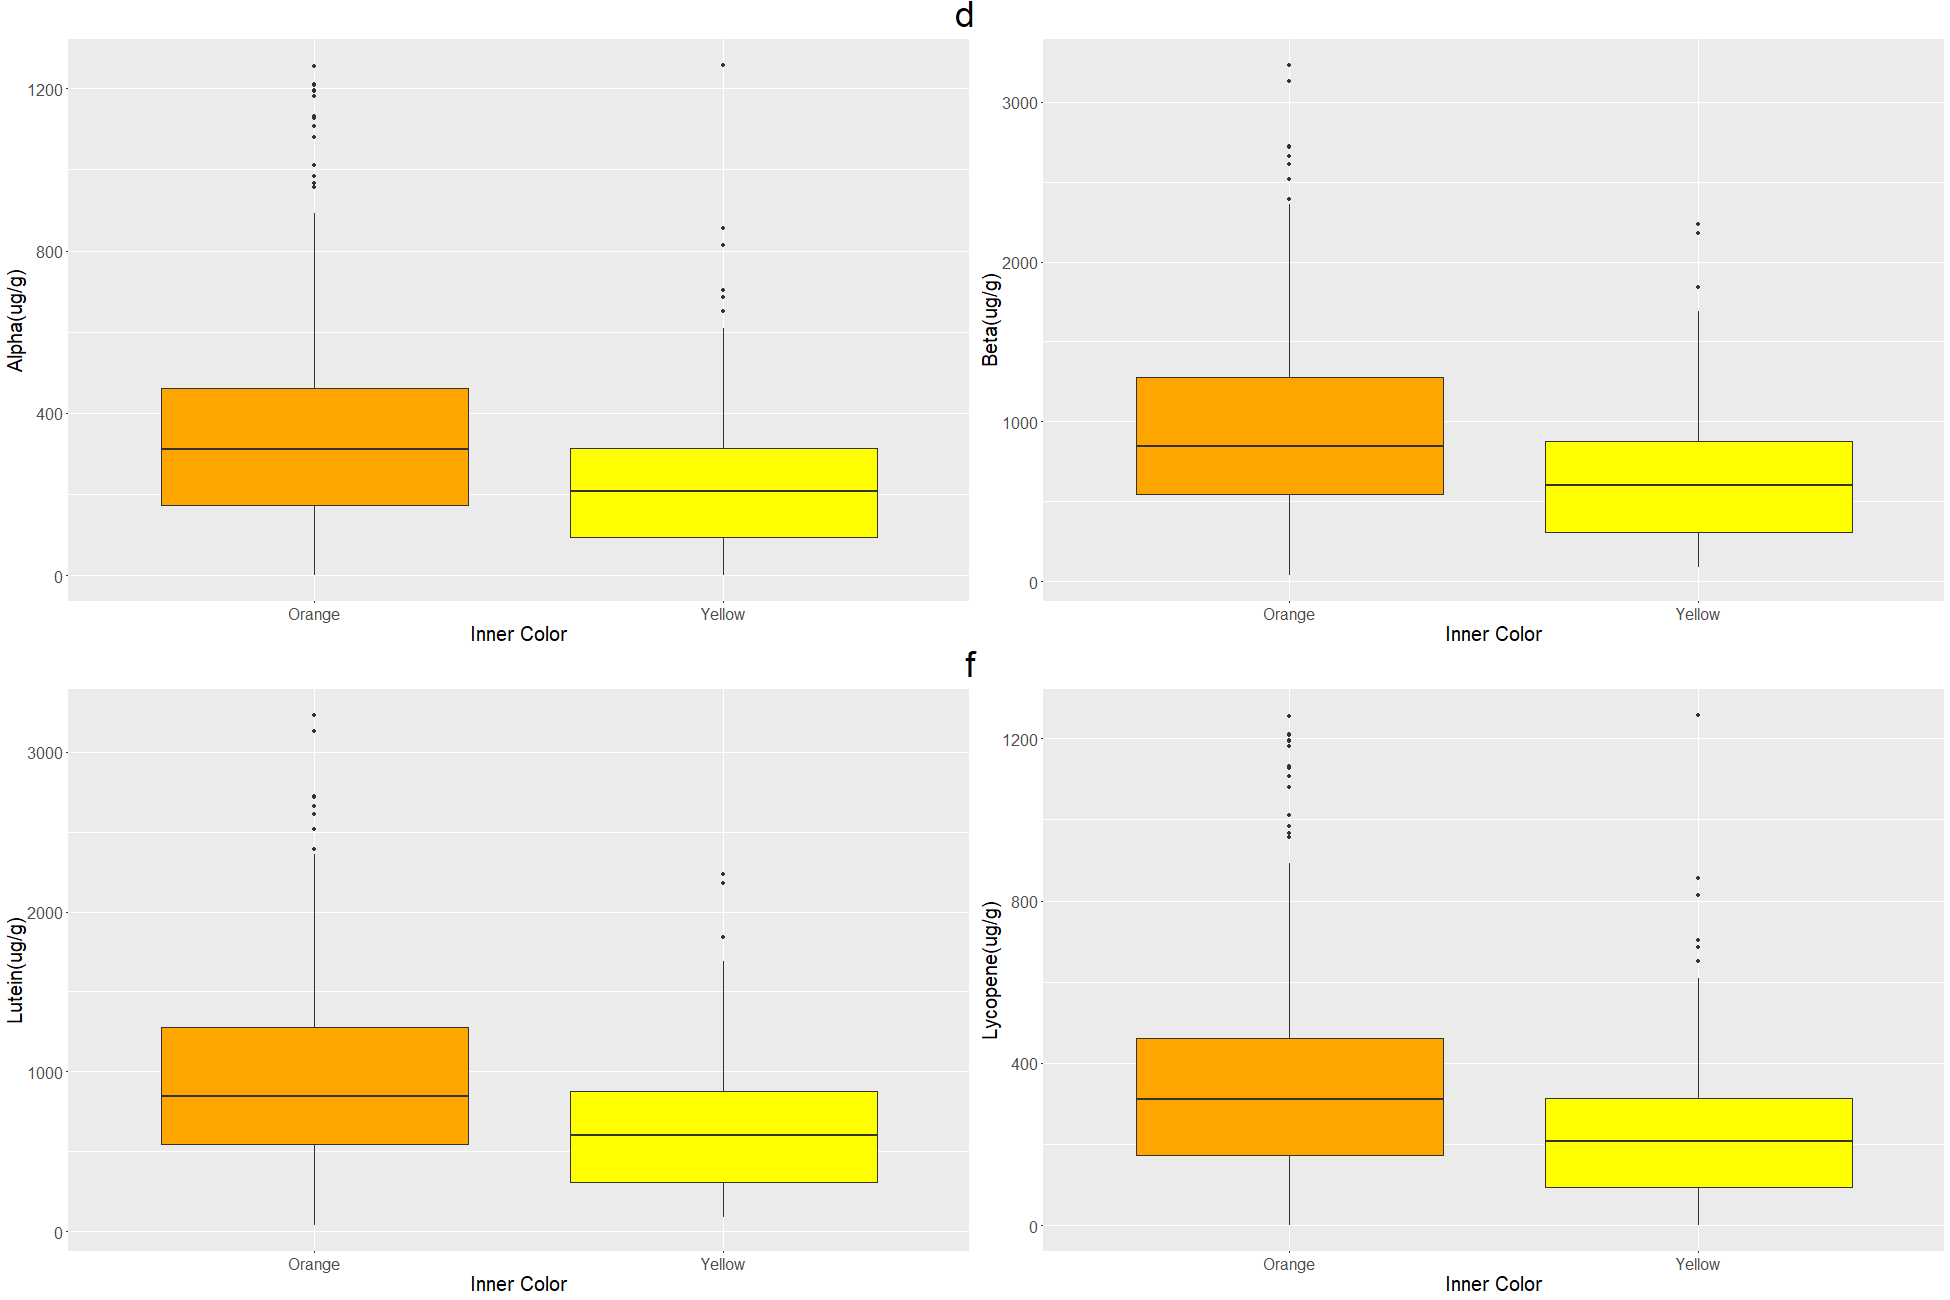 d
Alpha(ug/g)
1200
800
400
0
Orange Yellow
Inner Color
Beta(ug/g)
3000
2000
1000
0
Orange Yellow
Inner Color
f
Lutein(ug/g)
3000
2000
1000
0
Orange Yellow
Inner Color
Lycopene(ug/g)
1200
800
400
0
Orange Yellow
Inner Color